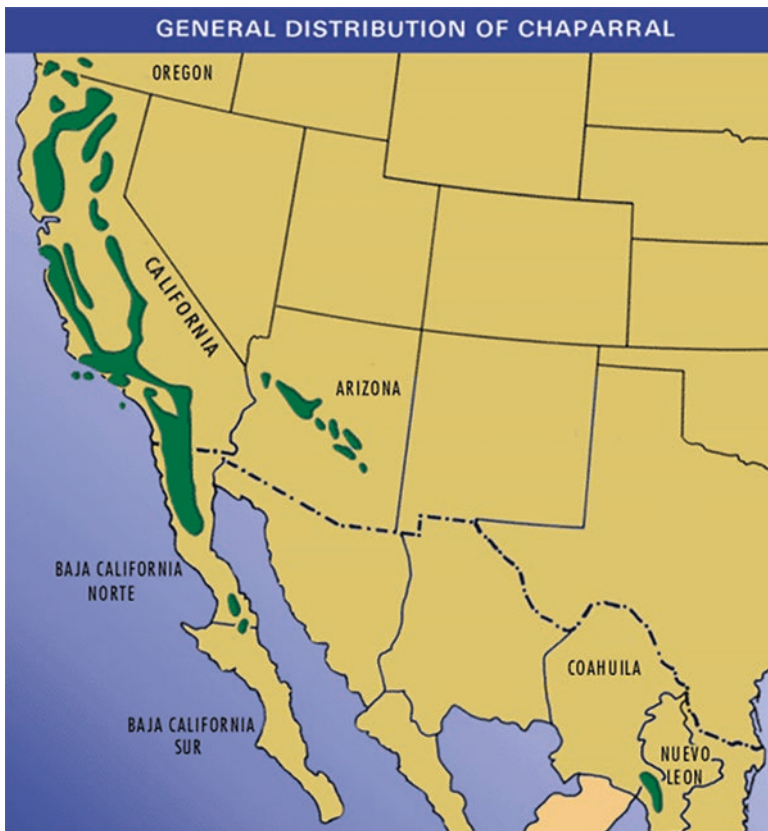 GENERAL DISTRIBUTION OF CHAPARRAL
OREGON
CALIFORNIA
ARIZONA
BAJA CALIFORNIA
NORTE
COAHUILA
BAJA CALIFORNIA
SUR
NUEVO
LEON